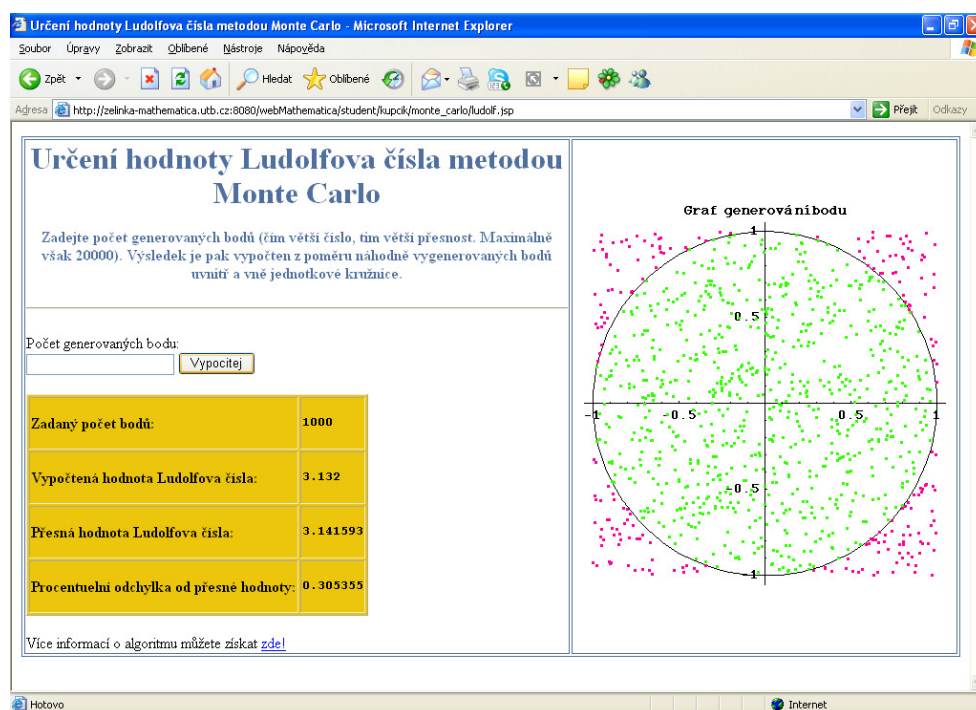 Určení hodnoty Ludolfova čísla metodou Monte Carlo - Microsoft Internet Explorer
Soubor Úpravy Zobrazit Oblíbené Nástroje Nápověda
Zpět Hledat Oblíbené
Adresa http://zelinka-mathematica.utb.cz:8080/webMathematica/student/kupcik/monte_carlo/ludolf.jsp Přejít Odkazy
Určení hodnoty Ludolfova čísla metodou
Monte Carlo
Zadejte počet generovaných bodů (čím větší číslo, tim větší přesnost. Maximálně
však 20000). Výsledek je pak vypočten z poměru náhodně vygenerovaných bodů
uvnitř a vně jednotkové kružnice.
Počet generovaných bodu:
Vypocitej
Zadaný počet bodů: 1000
Vypočtená hodnota Ludolfova čísla: 3.132
Přesná hodnota Ludolfova čísla: 3.141593
Procentuelní odchylka od přesné hodnoty: 0.305355
Více informací o algoritmu můžete získat zde!
Graf generováníbodu
1
0.5
-1 -0.5 0.5 1
-0.5
-1
Hotovo Internet